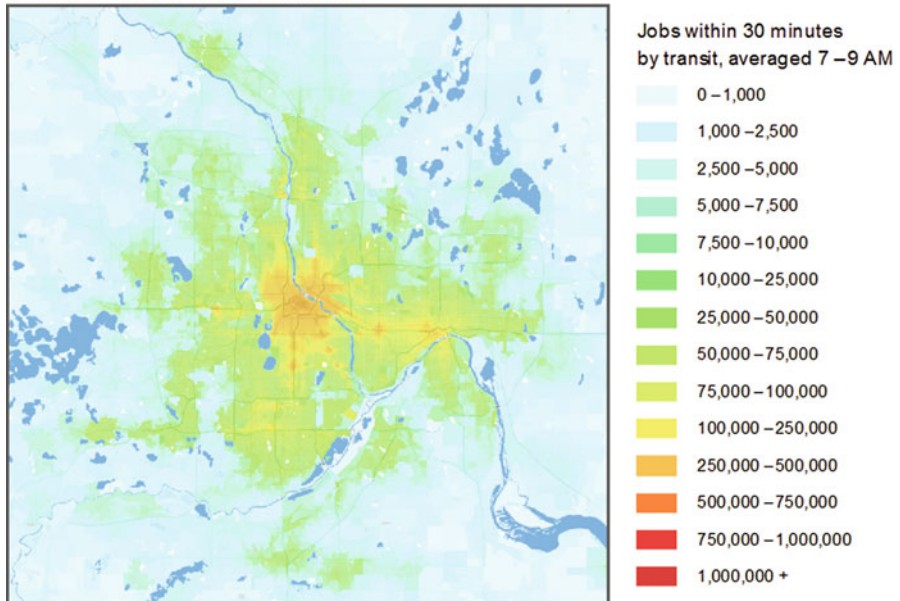 Jobs within 30 minutes
by transit, averaged 7 – 9 AM
0 – 1,000
1,000 – 2,500
2,500 – 5,000
5,000 – 7,500
7,500 – 10,000
10,000 – 25,000
25,000 – 50,000
50,000 – 75,000
75,000 – 100,000
100,000 – 250,000
250,000 – 500,000
500,000 – 750,000
750,000 – 1,000,000
1,000,000 +